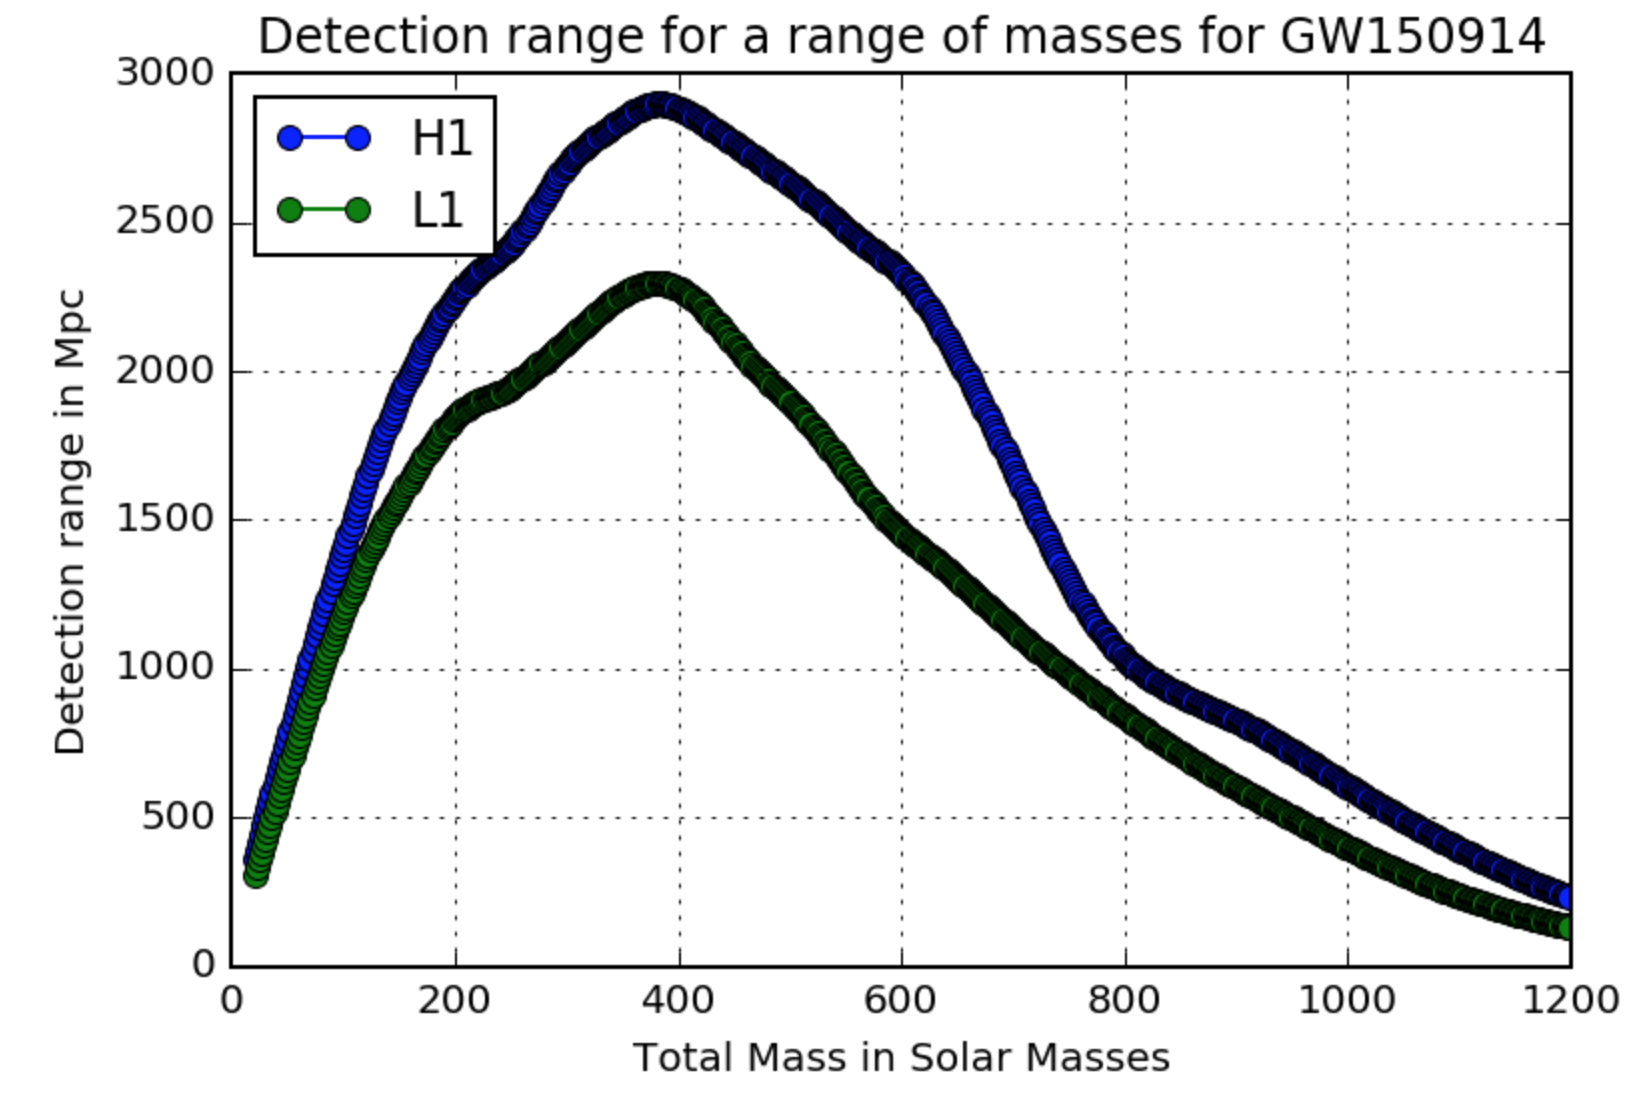 Detection range for a range of masses for GW150914
3000
2500
2000
1500
1000
500
0
Detection range in Mpc
H1
L1
0 200 400 600 800 1000 1200
Total Mass in Solar Masses